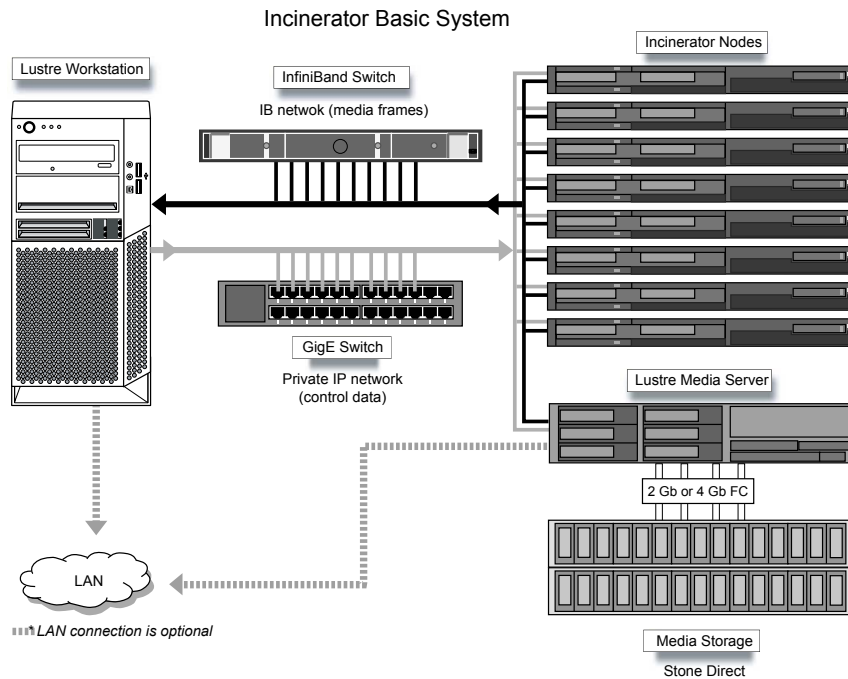 Incinerator Basic System
Lustre Workstation
InfiniBand Switch
IB netwok (media frames)
Incinerator Nodes
GigE Switch
Private IP network
(control data)
Lustre Media Server
2 Gb or 4 Gb FC
LAN
* LAN connection is optional
Media Storage
Stone Direct